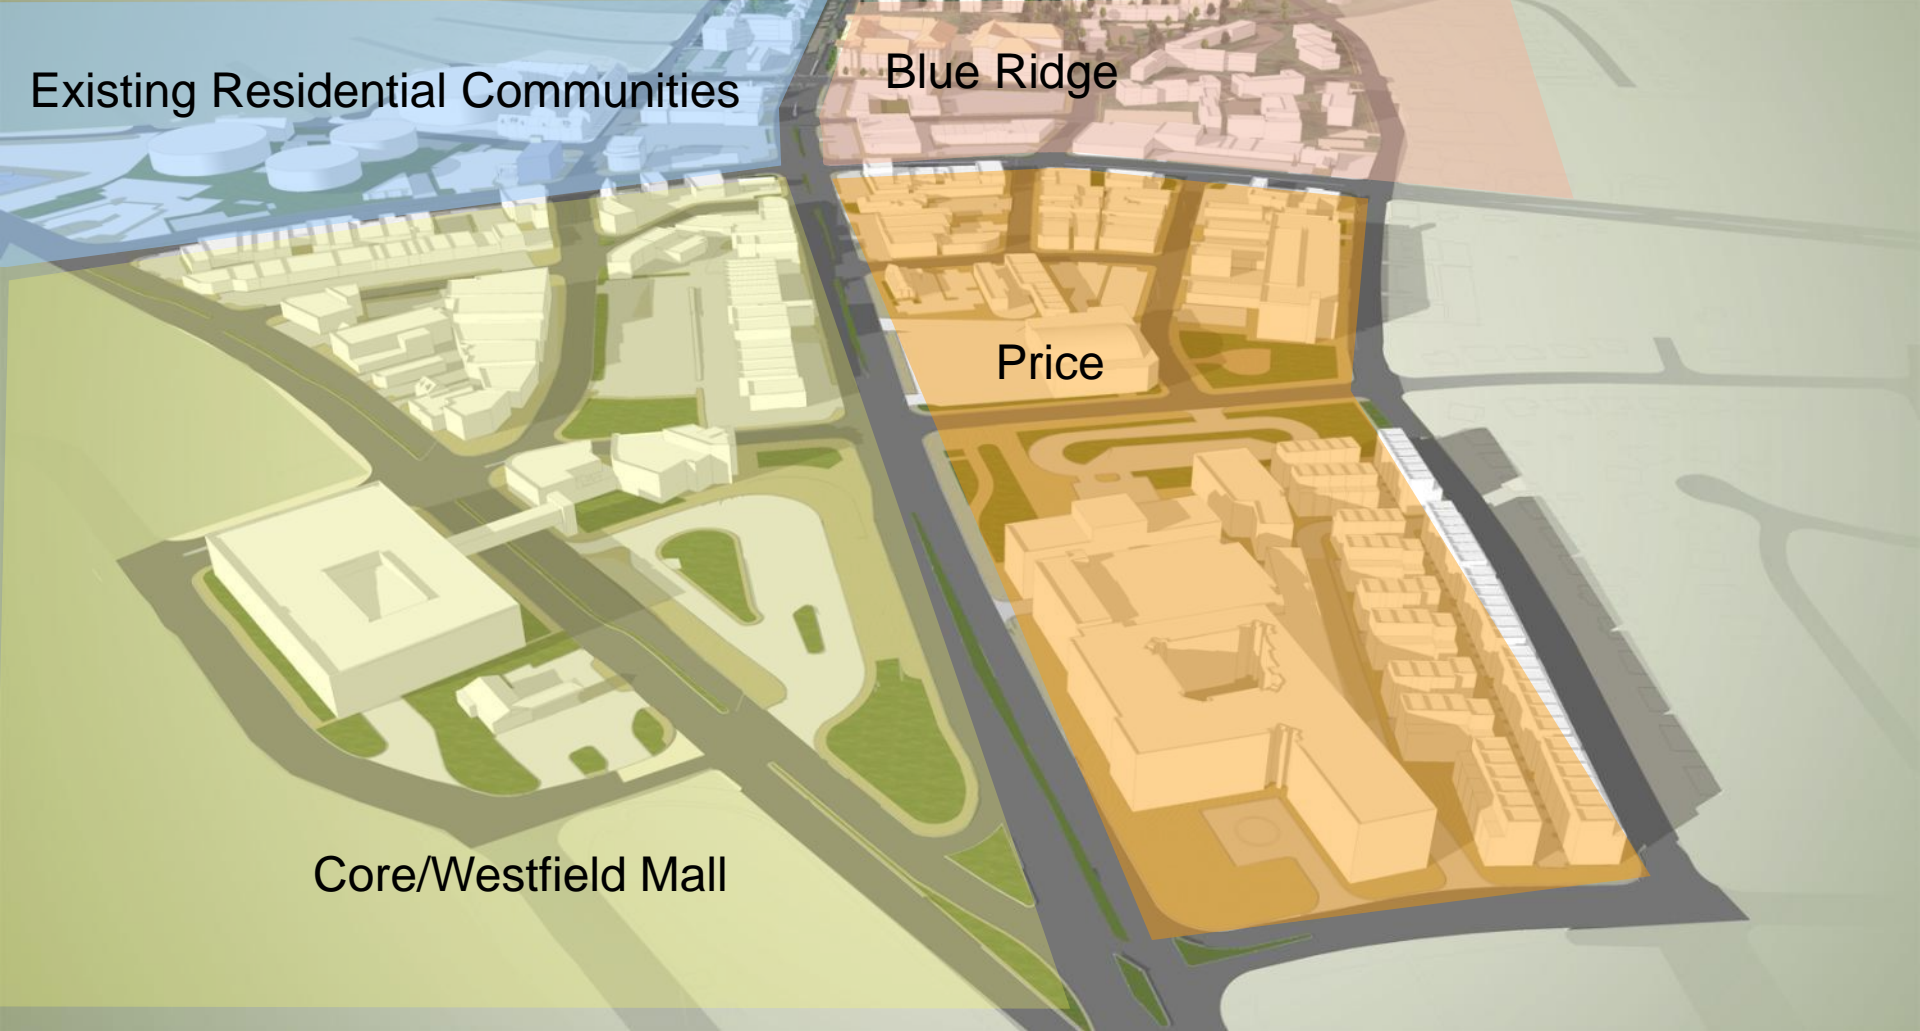 Existing Residential Communities
Blue Ridge
Price
Core/Westfield Mall